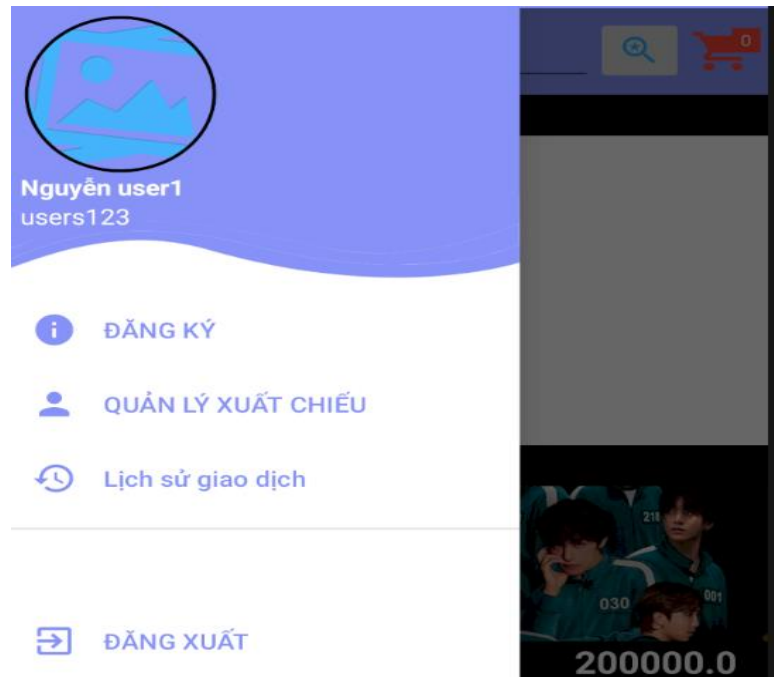 0
Nguyễn user1
users123
ĐĂNG KÝ
QUẢN LÝ XUẤT CHIẾU
Lịch sử giao dịch
ĐĂNG XUẤT
218
030
001
200000.0